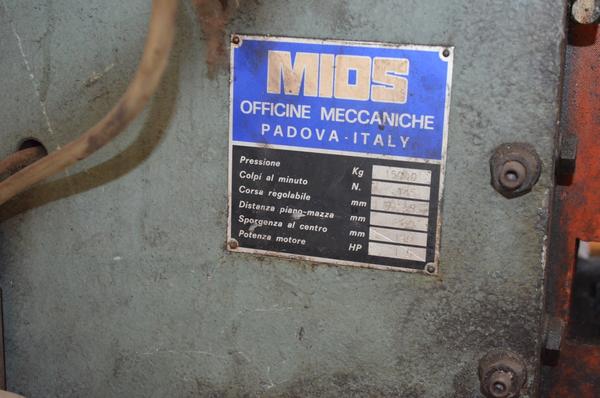 MIOS
OFFICINE MECCANICHE
PADOVA-ITALY
Pressione Kg 15000
Colpi al minuto N.
Corsa regolabile mm
Distanza piano-mazza mm
Sporgenza al centro mm
Potenza motore HP